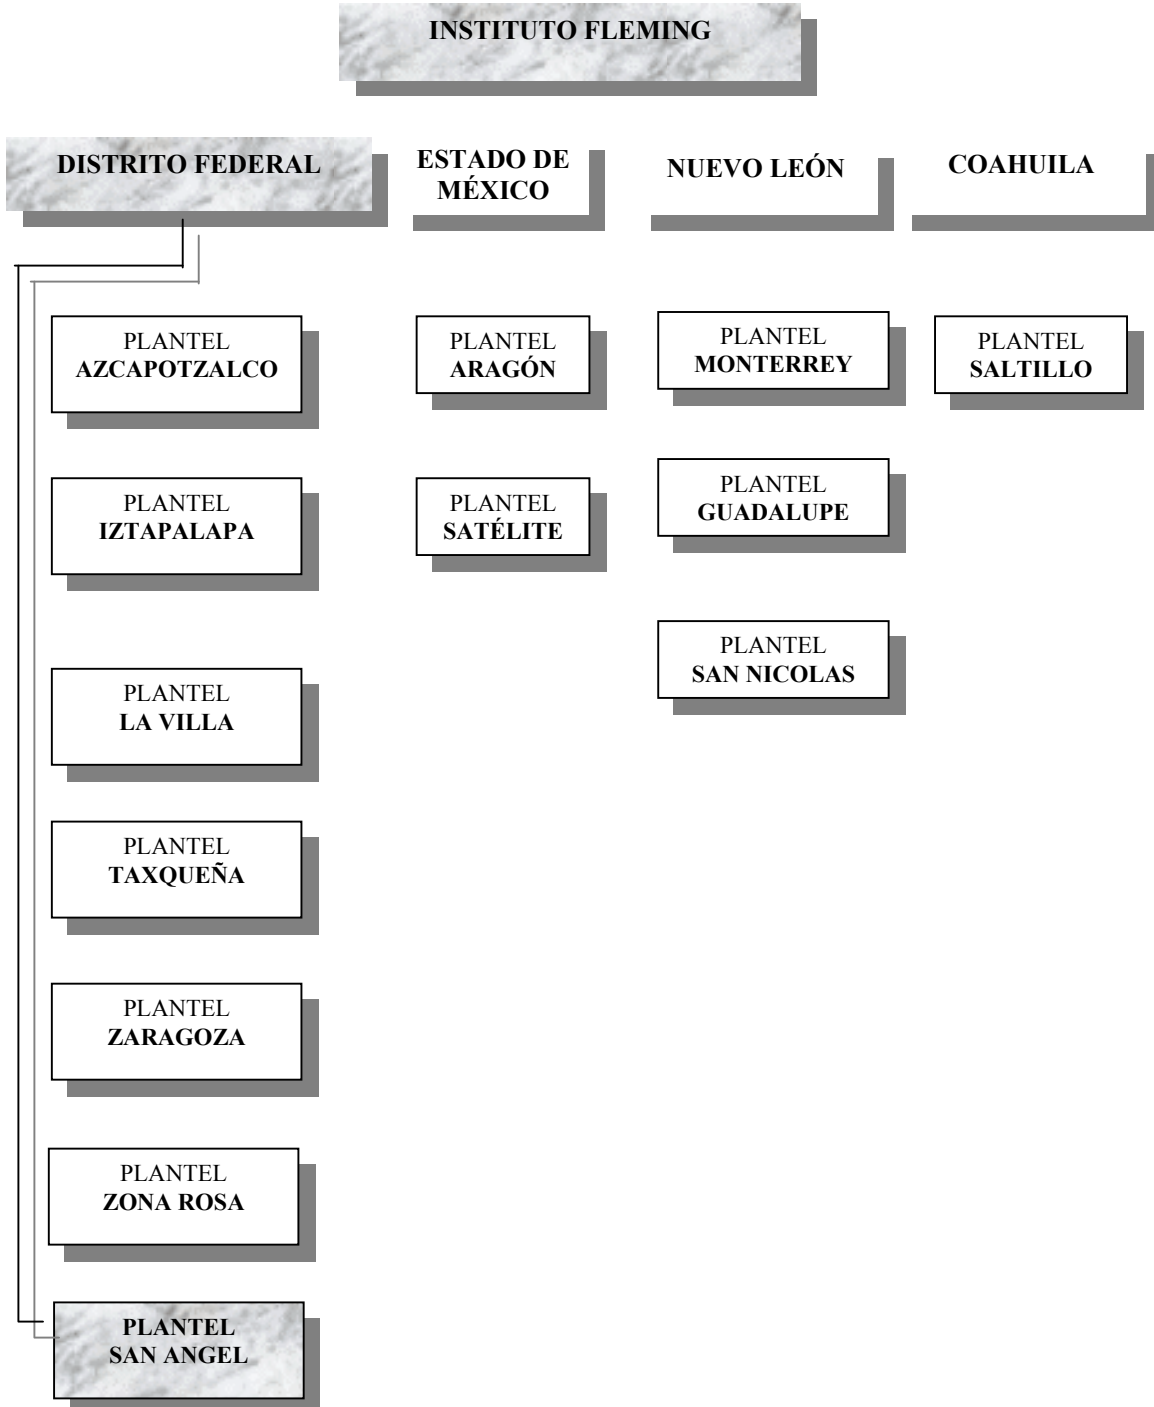 INSTITUTO FLEMING
DISTRITO FEDERAL
ESTADO DE
MÉXICO
NUEVO LEÓN
COAHUILA
PLANTEL
AZCAPOTZALCO
PLANTEL
IZTAPALAPA
PLANTEL
LA VILLA
PLANTEL
TAXQUEÑA
PLANTEL
ZARAGOZA
PLANTEL
ZONA ROSA
PLANTEL
SAN ANGEL
PLANTEL
ARAGÓN
PLANTEL
SATÉLITE
PLANTEL
MONTERREY
PLANTEL
GUADALUPE
PLANTEL
SAN NICOLAS
PLANTEL
SALTILLO